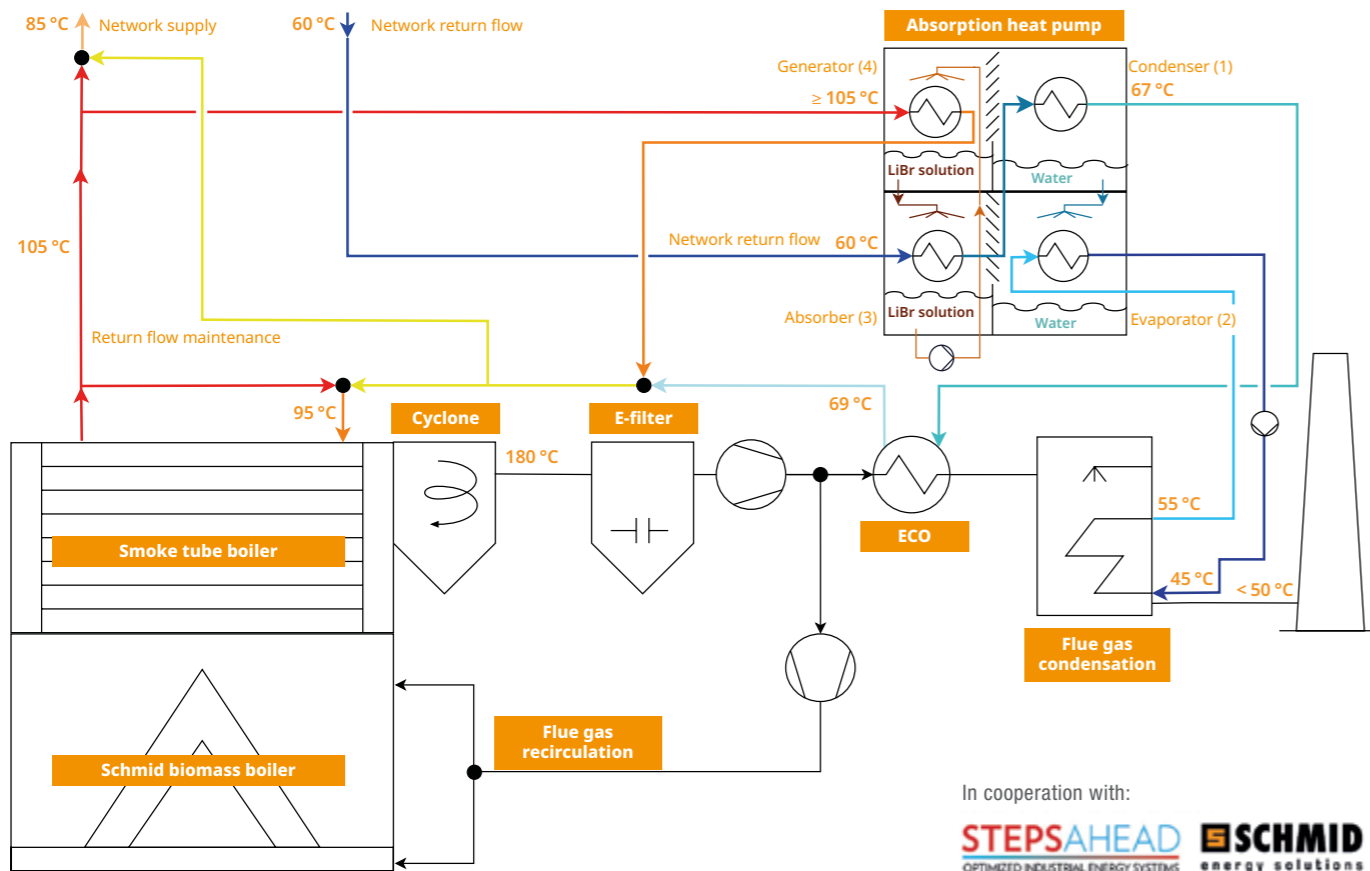 85 °C
Network supply
60 °C
Network return flow
Absorption heat pump
Generator (4)
≥ 105 °C
Condenser (1)
67 °C
LiBr solution
Water
105 °C
Network return flow
60 °C
Absorber (3)
LiBr solution
Water
Evaporator (2)
Return flow maintenance
95 °C
Cyclone
E-filter
69 °C
180 °C
ECO
55 °C
45 °C
< 50 °C
Smoke tube boiler
Flue gas
condensation
Flue gas
recirculation
Schmid biomass boiler
In cooperation with:
STEPSAHEAD
OPTIMIZED INDUSTRIAL ENERGY SYSTEMS
S SCHMID
energy solutions